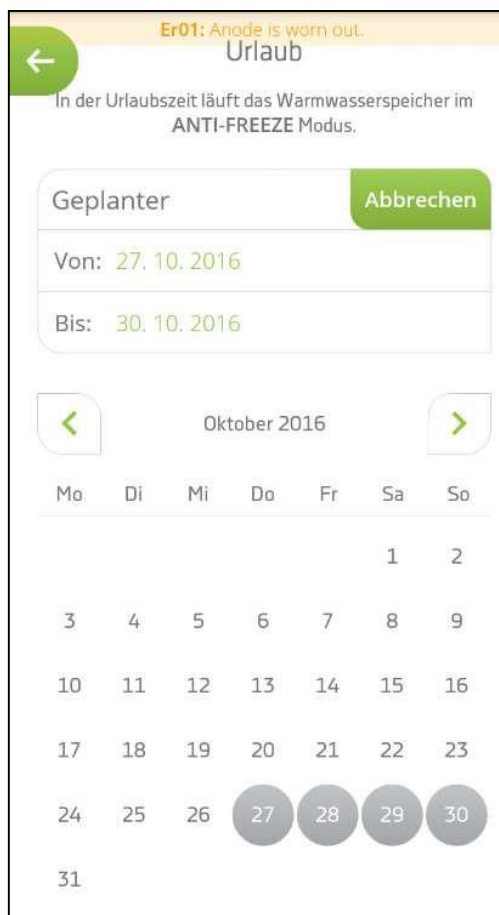 Er01: Anode is worn out.
Urlaub
In der Urlaubszeit läuft das Warmwasserspeicher im
ANTI-FREEZE Modus.
Geplanter Abbrechen
Von: 27. 10. 2016
Bis: 30. 10. 2016
Oktober 2016
Mo Di Mi Do Fr Sa So
1 2
3 4 5 6 7 8 9
10 11 12 13 14 15 16
17 18 19 20 21 22 23
24 25 26 27 28 29 30
31